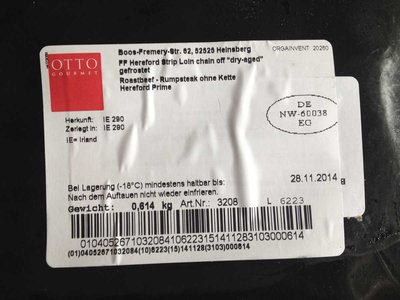 OTTO
GOURMET
Boos-Fremery-Str. 62, 52525 Heinsberg
ORGAINVENT 20260
FF Hereford Strip Loin chain off "dry-aged"
gefrostet
Roastbeef - Rumpsteak ohne Kette
Hereford Prime
DE
NW-60038
EG
Herkunft: IE 290
Zerlegt in: IE 290
IE= Irland
Bei Lagerung (-18°C) mindestens haltbar bis: 28.11.2014
Nach dem Auftauen nicht wieder einfrieren
Gewicht: 0,614 kg Art.Nr.: 3208 L 6223
01040526710320841062231514112831030000614
(01)04052671032084(10)6223(15)141128(3103)000614